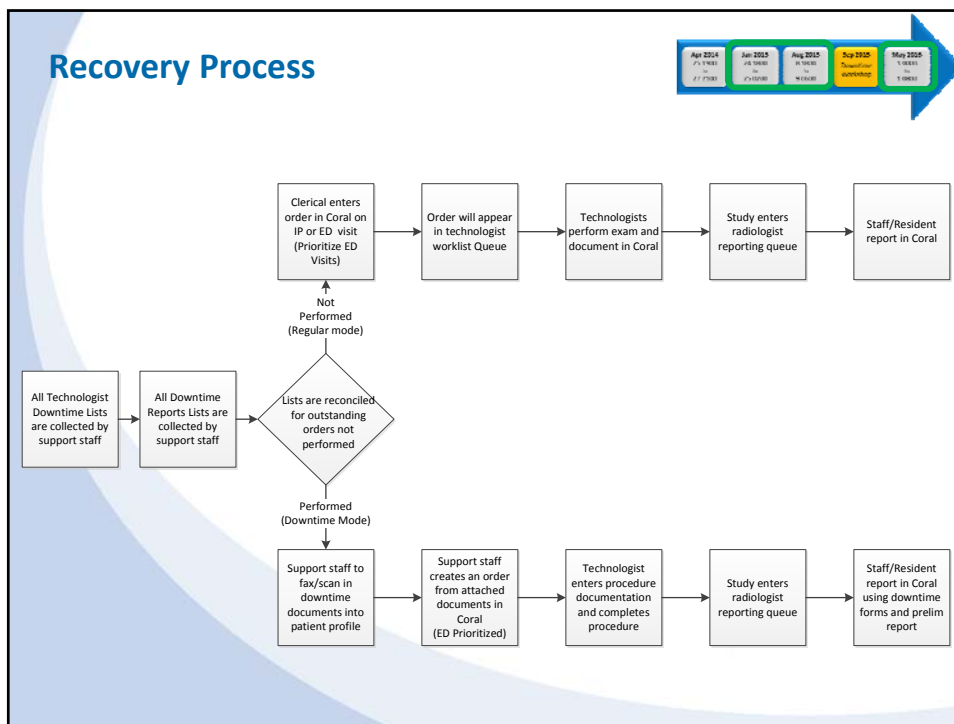 Recovery Process
Apr 2014
Jan 2015
Aug 2015
Sep 2015
May 2016
Downtime
workshop
Clerical enters
order in Coral on
IP or ED visit
(Prioritize ED
Visits)
Order will appear
in technologist
worklist Queue
Technologists
perform exam and
document in Coral
Study enters
radiologist
reporting queue
Staff/Resident
report in Coral
Not
Performed
(Regular mode)
All Technologist
Downtime Lists
are collected by
support staff
All Downtime
Reports Lists are
collected by
support staff
Lists are reconciled
for outstanding
orders not
performed
Performed
(Downtime Mode)
Support staff to
fax/scan in
downtime
documents into
patient profile
Support staff
creates an order
from attached
documents in
Coral
(ED Prioritized)
Technologist
enters procedure
documentation
and completes
procedure
Study enters
radiologist
reporting queue
Staff/Resident
report in Coral
using downtime
forms and prelim
report